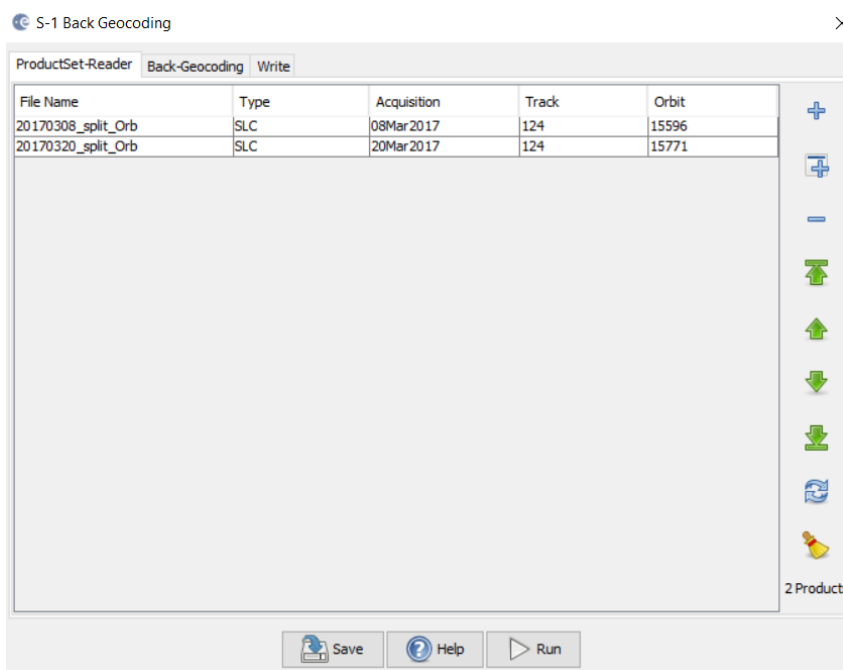 S-1 Back Geocoding
ProductSet-Reader Back-Geocoding Write
File Name Type Acquisition Track Orbit
20170308_split_Orb SLC 08Mar2017 124 15596
20170320_split_Orb SLC 20Mar2017 124 15771
2 Product
Save Help Run